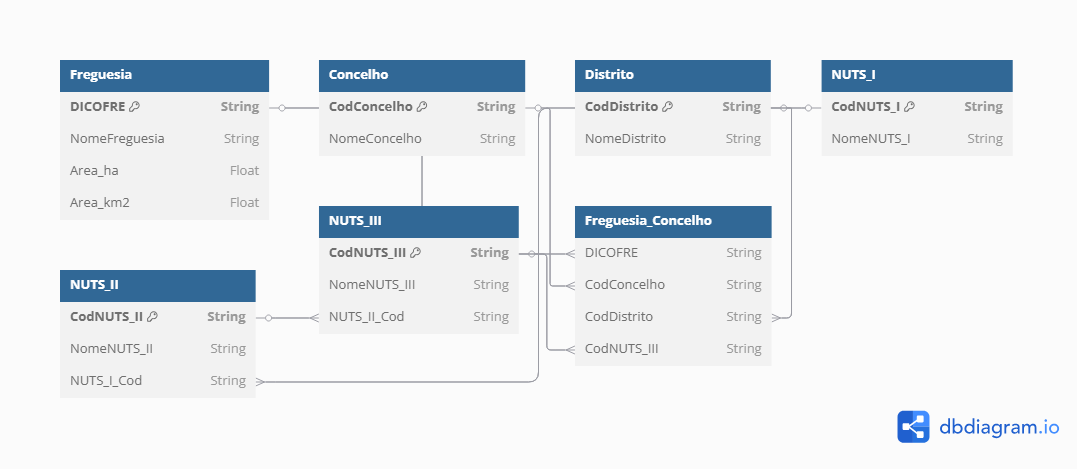 Freguesia
DICOFRE String
NomeFreguesia String
Area_ha Float
Area_km2 Float
Concelho
CodConcelho String
NomeConcelho String
Distrito
CodDistrito String
NomeDistrito String
NUTS_I
CodNUTS_I String
NomeNUTS_I String
NUTS_III
CodNUTS_III String
NomeNUTS_III String
NUTS_II_Cod String
Freguesia_Concelho
DICOFRE String
CodConcelho String
CodDistrito String
CodNUTS_III String
NUTS_II
CodNUTS_II String
NomeNUTS_II String
NUTS_I_Cod String
dbdiagram.io